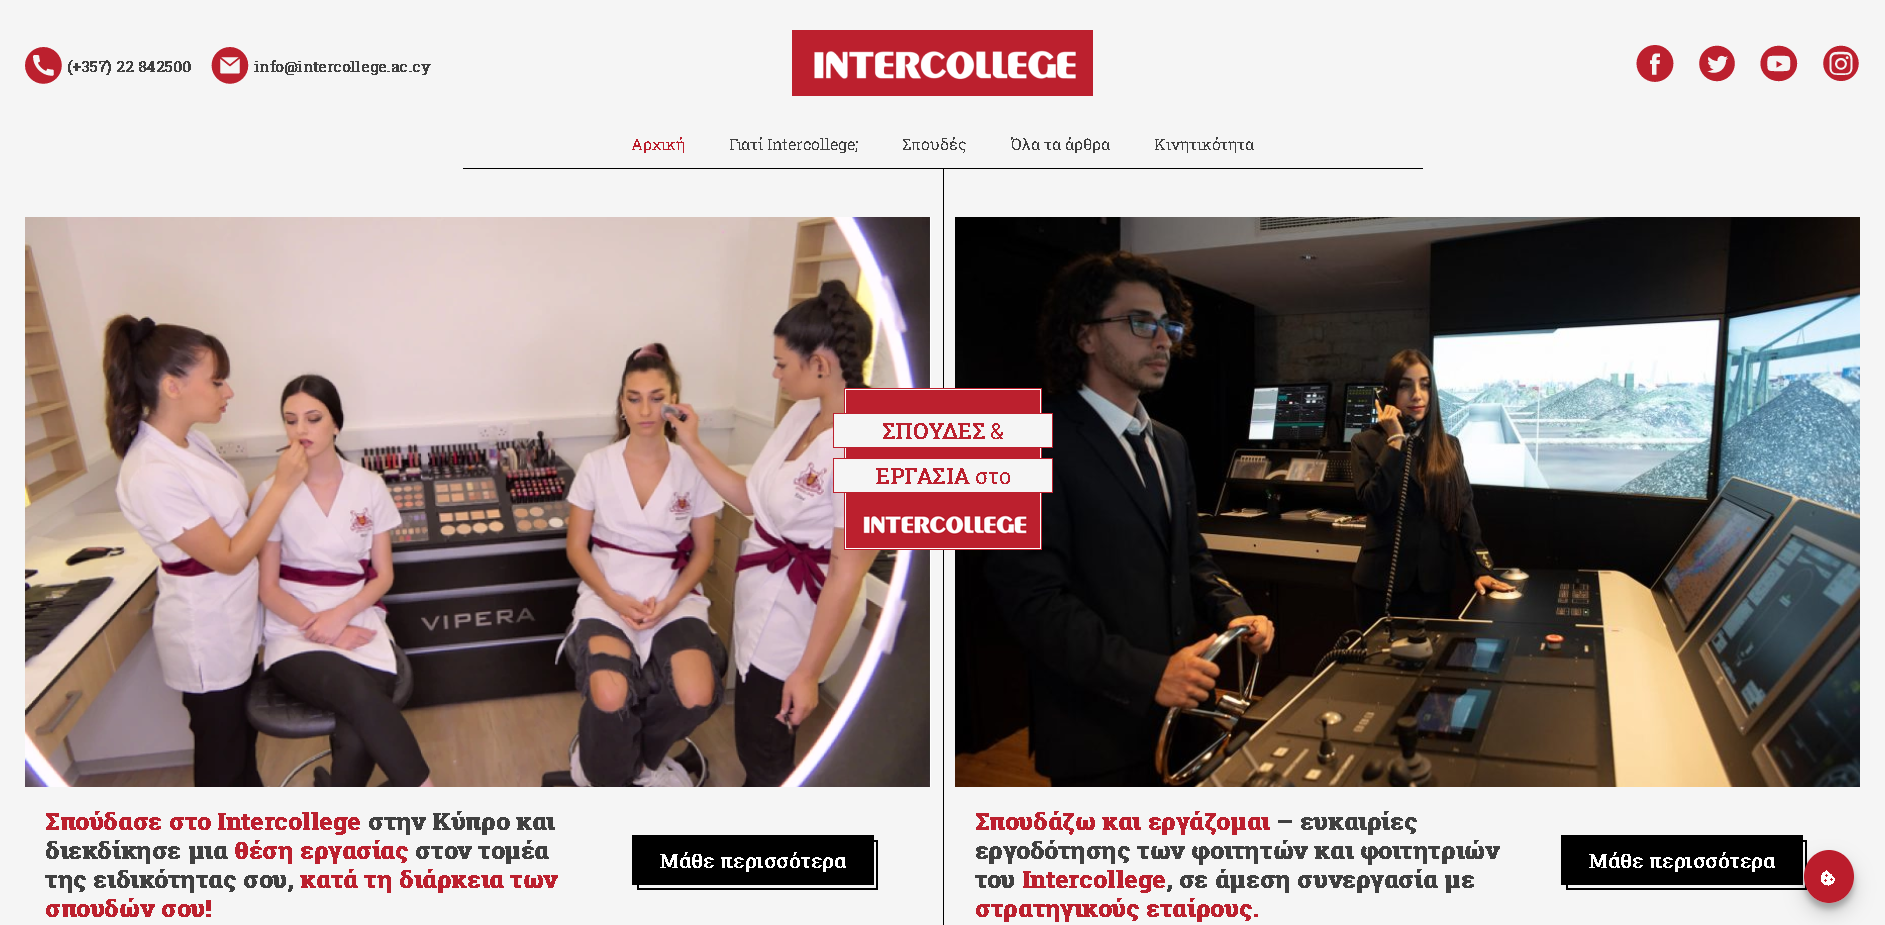 (+357) 22 842500
info@intercollege.ac.cy
INTERCOLLEGE
Αρχική
Γιατί Intercollege;
Σπουδές
Όλα τα άρθρα
Κινητικότητα
VIPERA
ΣΠΟΥΔΕΣ &
ΕΡΓΑΣΙΑ στο
INTERCOLLEGE
Σπούδασε στο Intercollege στην Κύπρο και
διεκδίκησε μια θέση εργασίας στον τομέα
της ειδικότητας σου, κατά τη διάρκεια των
σπουδών σου!
Μάθε περισσότερα
Σπουδάζω και εργάζομαι – ευκαιρίες
εργοδότησης των φοιτητών και φοιτητριών
του Intercollege, σε άμεση συνεργασία με
στρατηγικούς εταίρους.
Μάθε περισσότερα